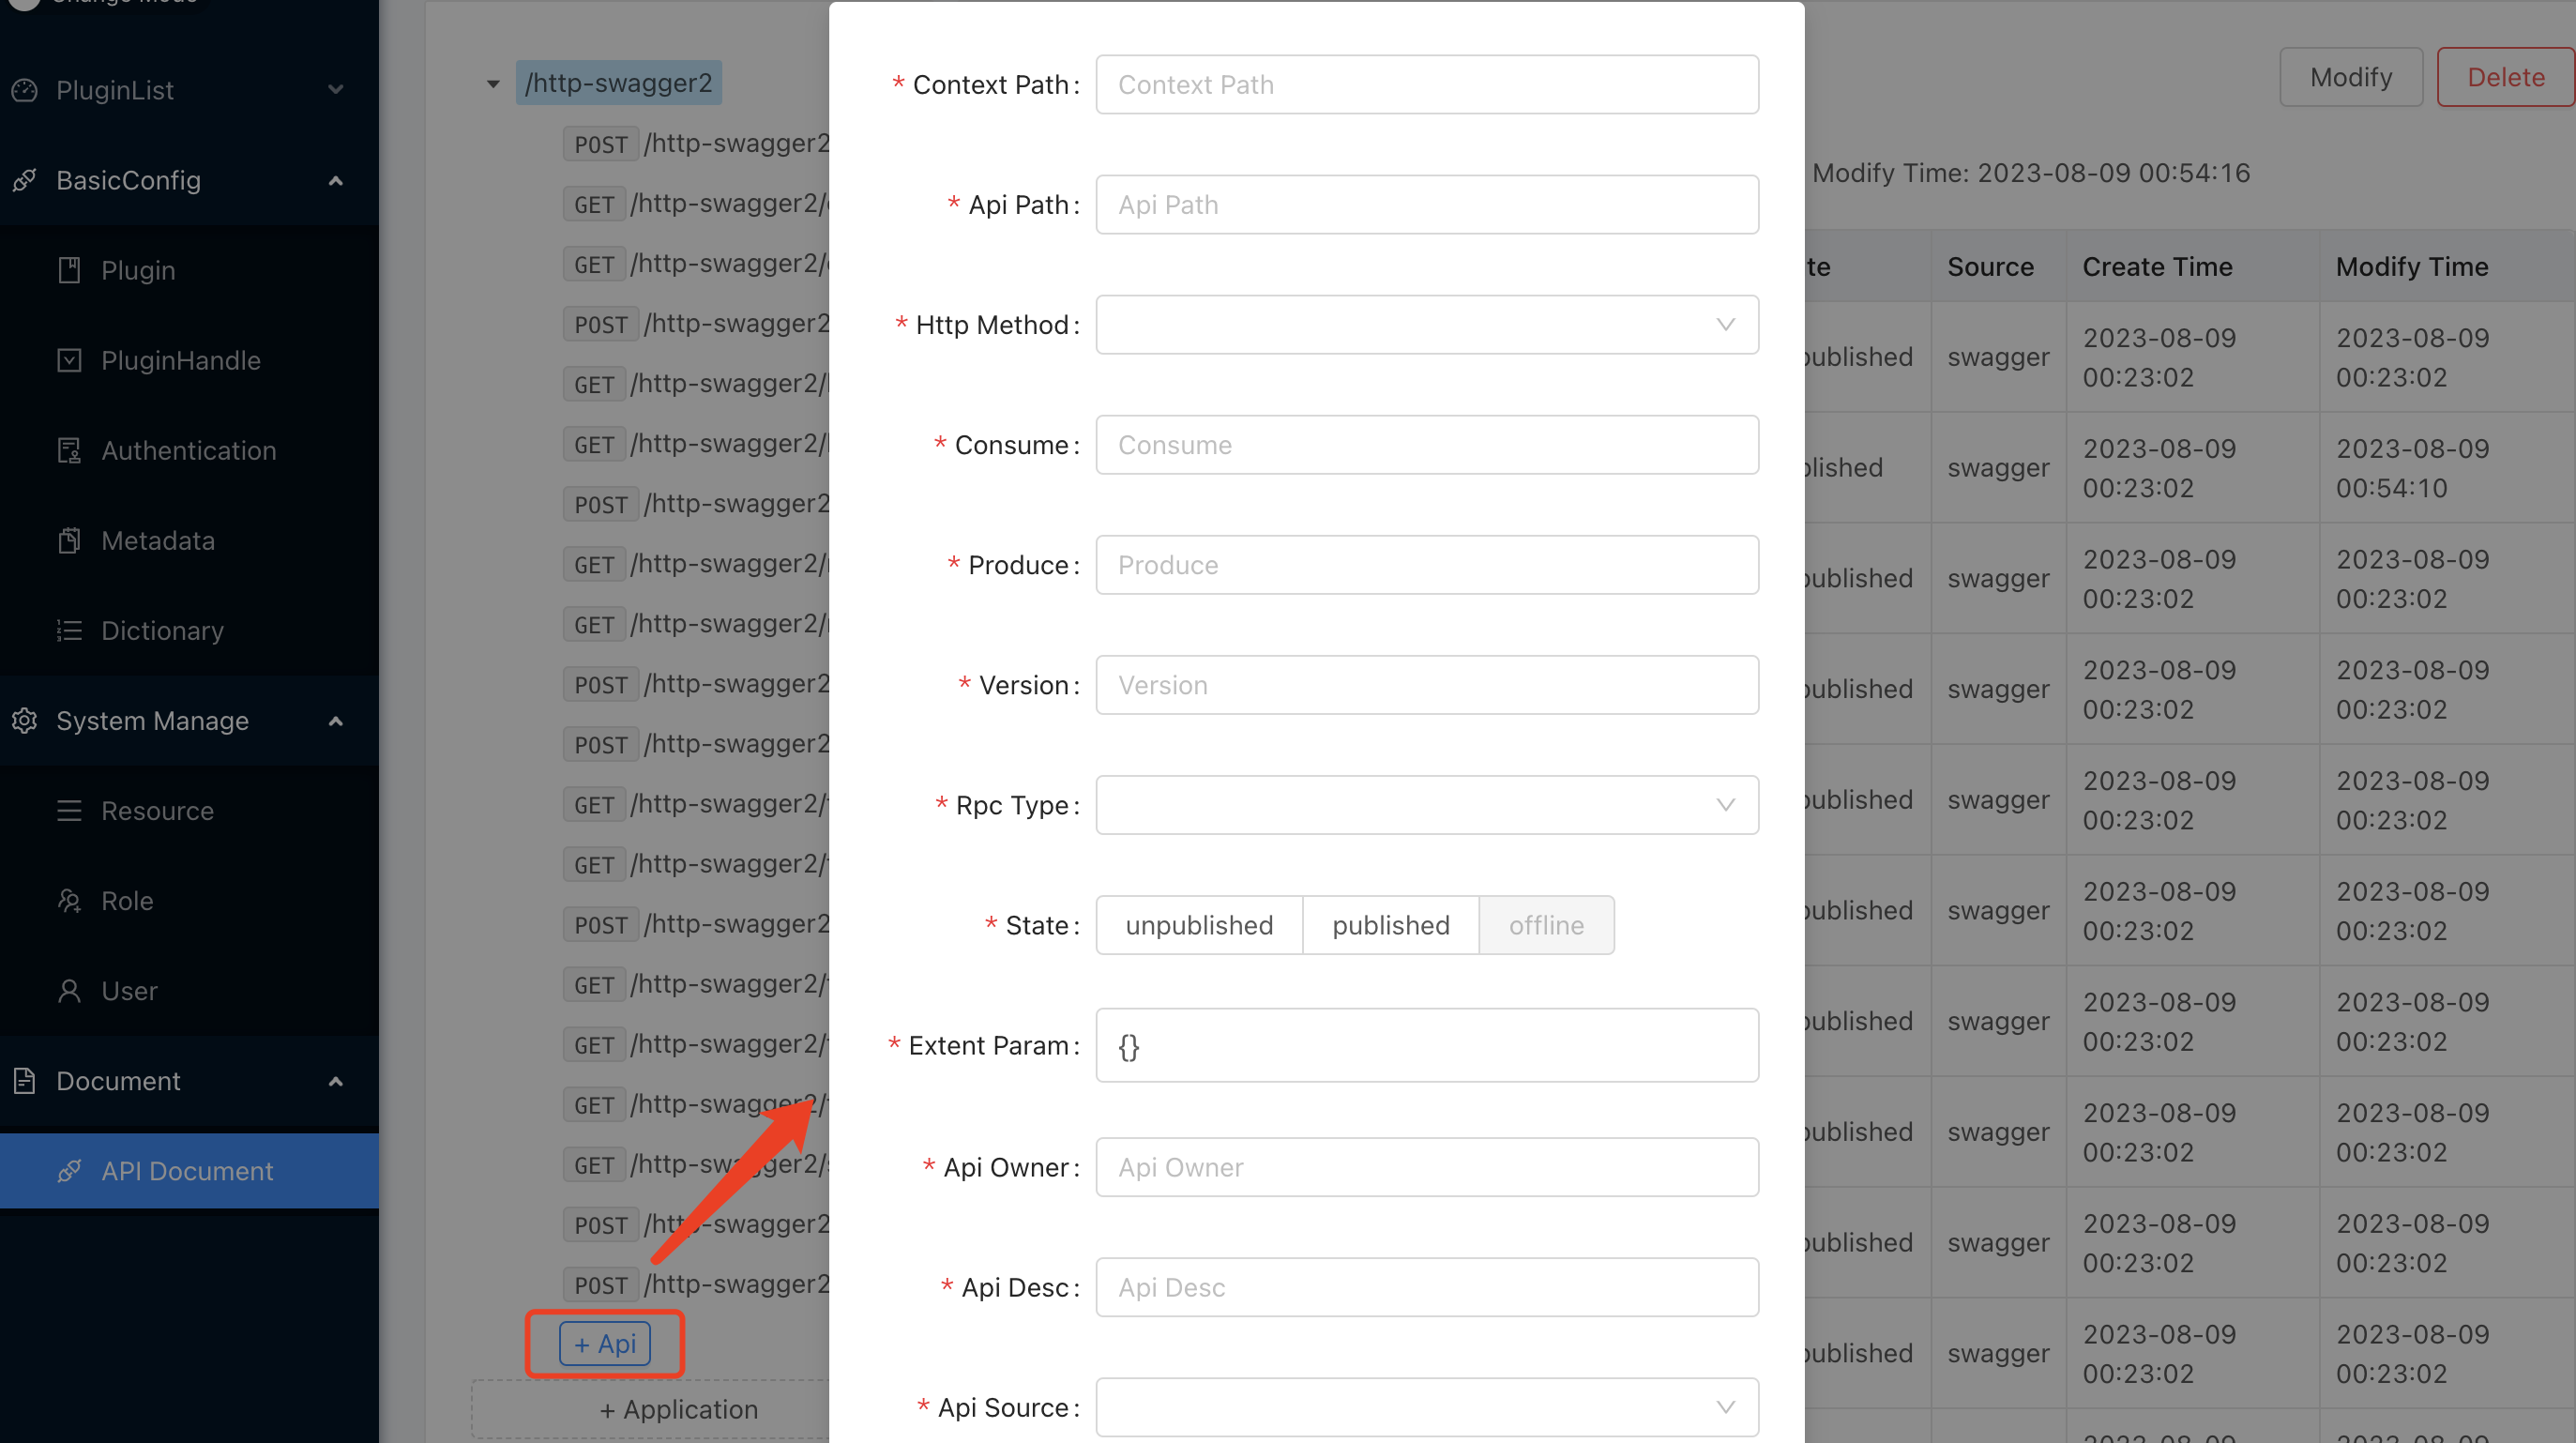 PluginList
BasicConfig
Plugin
PluginHandle
Authentication
Metadata
Dictionary
System Manage
Resource
Role
User
Document
API Document
/http-swagger2
POST /http-swagger2
GET /http-swagger2/
GET /http-swagger2/
POST /http-swagger2
GET /http-swagger2/
GET /http-swagger2/
POST /http-swagger2
GET /http-swagger2/
GET /http-swagger2/
POST /http-swagger2
POST /http-swagger2
GET /http-swagger2/
GET /http-swagger2/
POST /http-swagger2
GET /http-swagger2/
GET /http-swagger2/
GET /http-swagger2/
GET /http-swagger2/
POST /http-swagger2
POST /http-swagger2
+ Api
+ Application
* Context Path: Context Path
* Api Path: Api Path
* Http Method:
* Consume: Consume
* Produce: Produce
* Version: Version
* Rpc Type:
* State: unpublished published offline
* Extent Param: {}
* Api Owner: Api Owner
* Api Desc: Api Desc
* Api Source:
Modify Delete
Modify Time: 2023-08-09 00:54:16
te Source Create Time Modify Time
published swagger 2023-08-09 00:23:02 2023-08-09 00:23:02
blished swagger 2023-08-09 00:23:02 2023-08-09 00:54:10
published swagger 2023-08-09 00:23:02 2023-08-09 00:23:02
published swagger 2023-08-09 00:23:02 2023-08-09 00:23:02
published swagger 2023-08-09 00:23:02 2023-08-09 00:23:02
published swagger 2023-08-09 00:23:02 2023-08-09 00:23:02
published swagger 2023-08-09 00:23:02 2023-08-09 00:23:02
published swagger 2023-08-09 00:23:02 2023-08-09 00:23:02
published swagger 2023-08-09 00:23:02 2023-08-09 00:23:02
published swagger 2023-08-09 00:23:02 2023-08-09 00:23:02